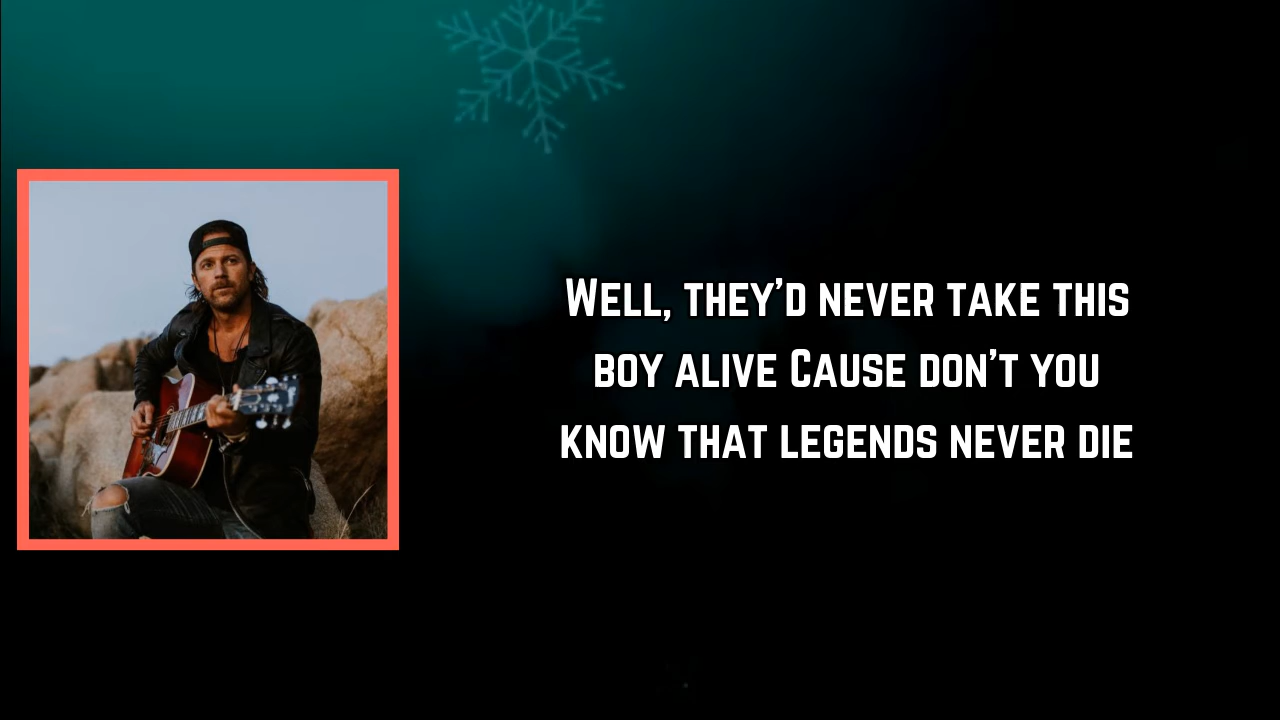 Well, they'd never take this
boy alive Cause don't you
know that legends never die